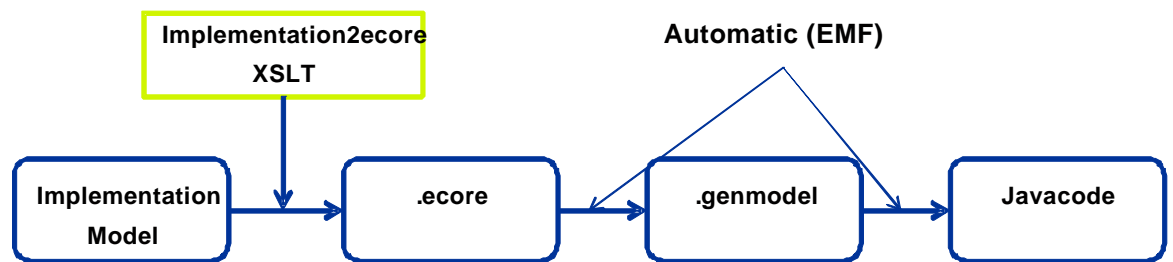 Implementation2ecore
XSLT
Automatic (EMF)
Implementation
Model
.ecore
.genmodel
Javacode